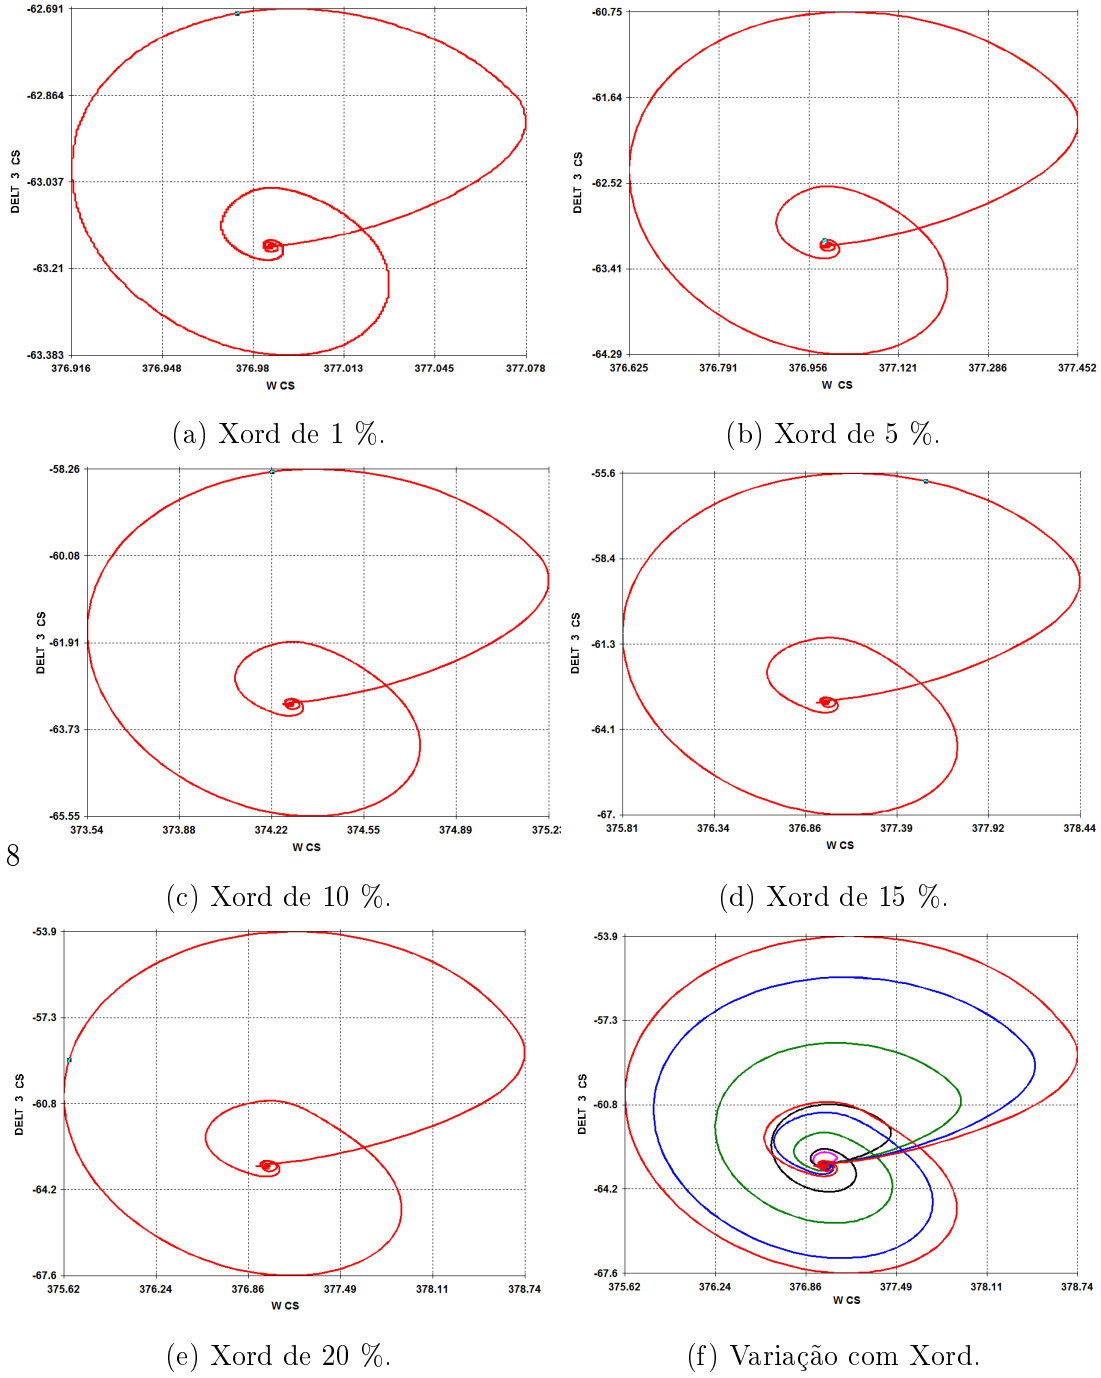 -62.691
-62.864
-63.037
-63.21
-63.383
DELT 3 CS
376.916 376.948 376.98 377.013 377.045 377.078
W CS
(a) Xord de 1 %.
-60.75
-61.64
-62.52
-63.41
-64.29
DELT 3 CS
376.625 376.791 376.956 377.121 377.286 377.452
W CS
(b) Xord de 5 %.
-58.26
-60.08
-61.91
-63.73
-65.55
DELT 3 CS
373.54 373.88 374.22 374.55 374.89 375.23
W CS
8
(c) Xord de 10 %.
-55.6
-58.4
-61.3
-64.1
-67.
DELT 3 CS
375.81 376.34 376.86 377.39 377.92 378.44
W CS
(d) Xord de 15 %.
-53.9
-57.3
-60.8
-64.2
-67.6
DELT 3 CS
375.62 376.24 376.86 377.49 378.11 378.74
W CS
(e) Xord de 20 %.
-53.9
-57.3
-60.8
-64.2
-67.6
DELT 3 CS
375.62 376.24 376.86 377.49 378.11 378.74
W CS
(f) Variação com Xord.